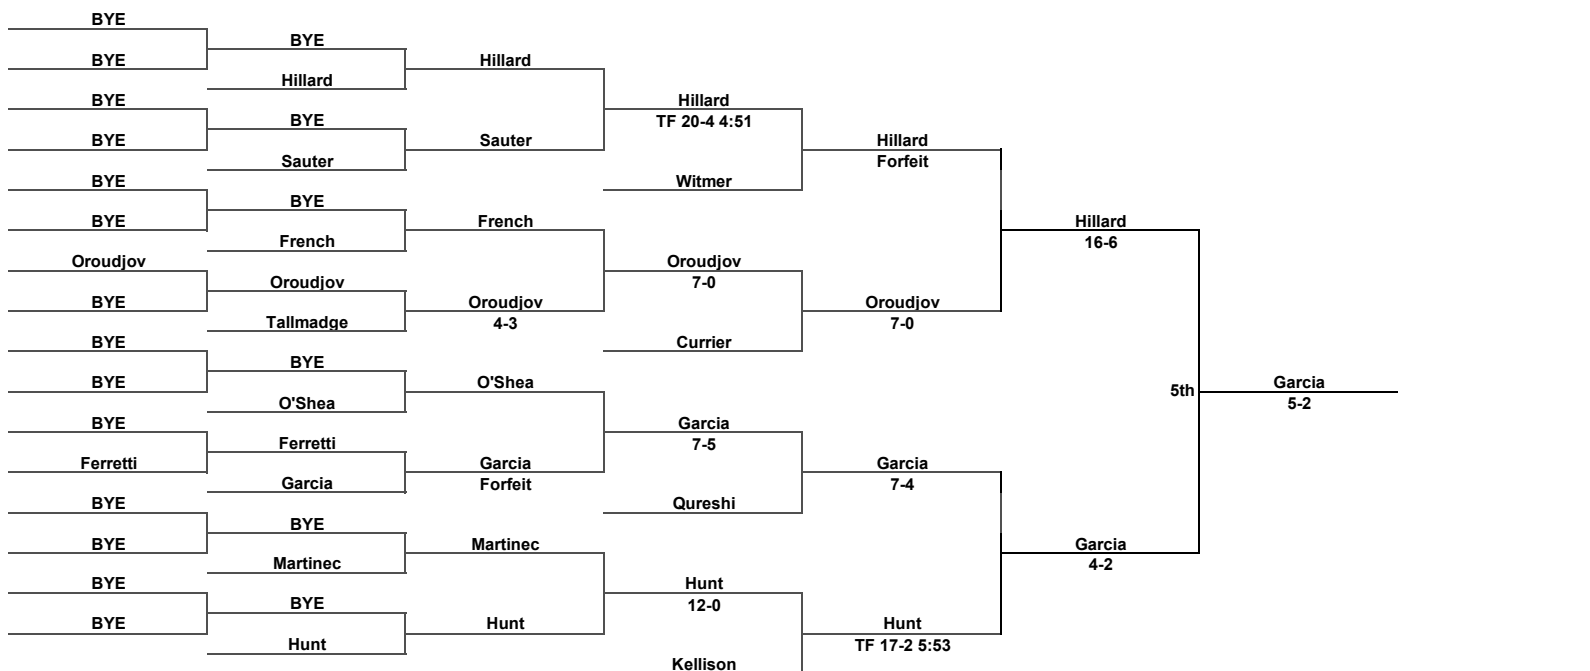 BYE
BYE
BYE
Hillard
BYE
BYE
BYE
Sauter
BYE
BYE
BYE
French
Oroudjov
BYE
Oroudjov
Tallmadge
BYE
BYE
BYE
O'Shea
BYE
Ferretti
Ferretti
Garcia
BYE
BYE
BYE
Martinec
BYE
BYE
BYE
Hunt
Hillard
Sauter
French
Oroudjov
4-3
O'Shea
Garcia
Forfeit
Martinec
Hunt
Hillard
TF 20-4 4:51
Witmer
Oroudjov
7-0
Currier
Garcia
7-5
Qureshi
Hunt
12-0
Kellison
Hillard
Forfeit
Oroudjov
7-0
Garcia
7-4
Hunt
TF 17-2 5:53
Hillard
16-6
Garcia
4-2
5th
Garcia
5-2